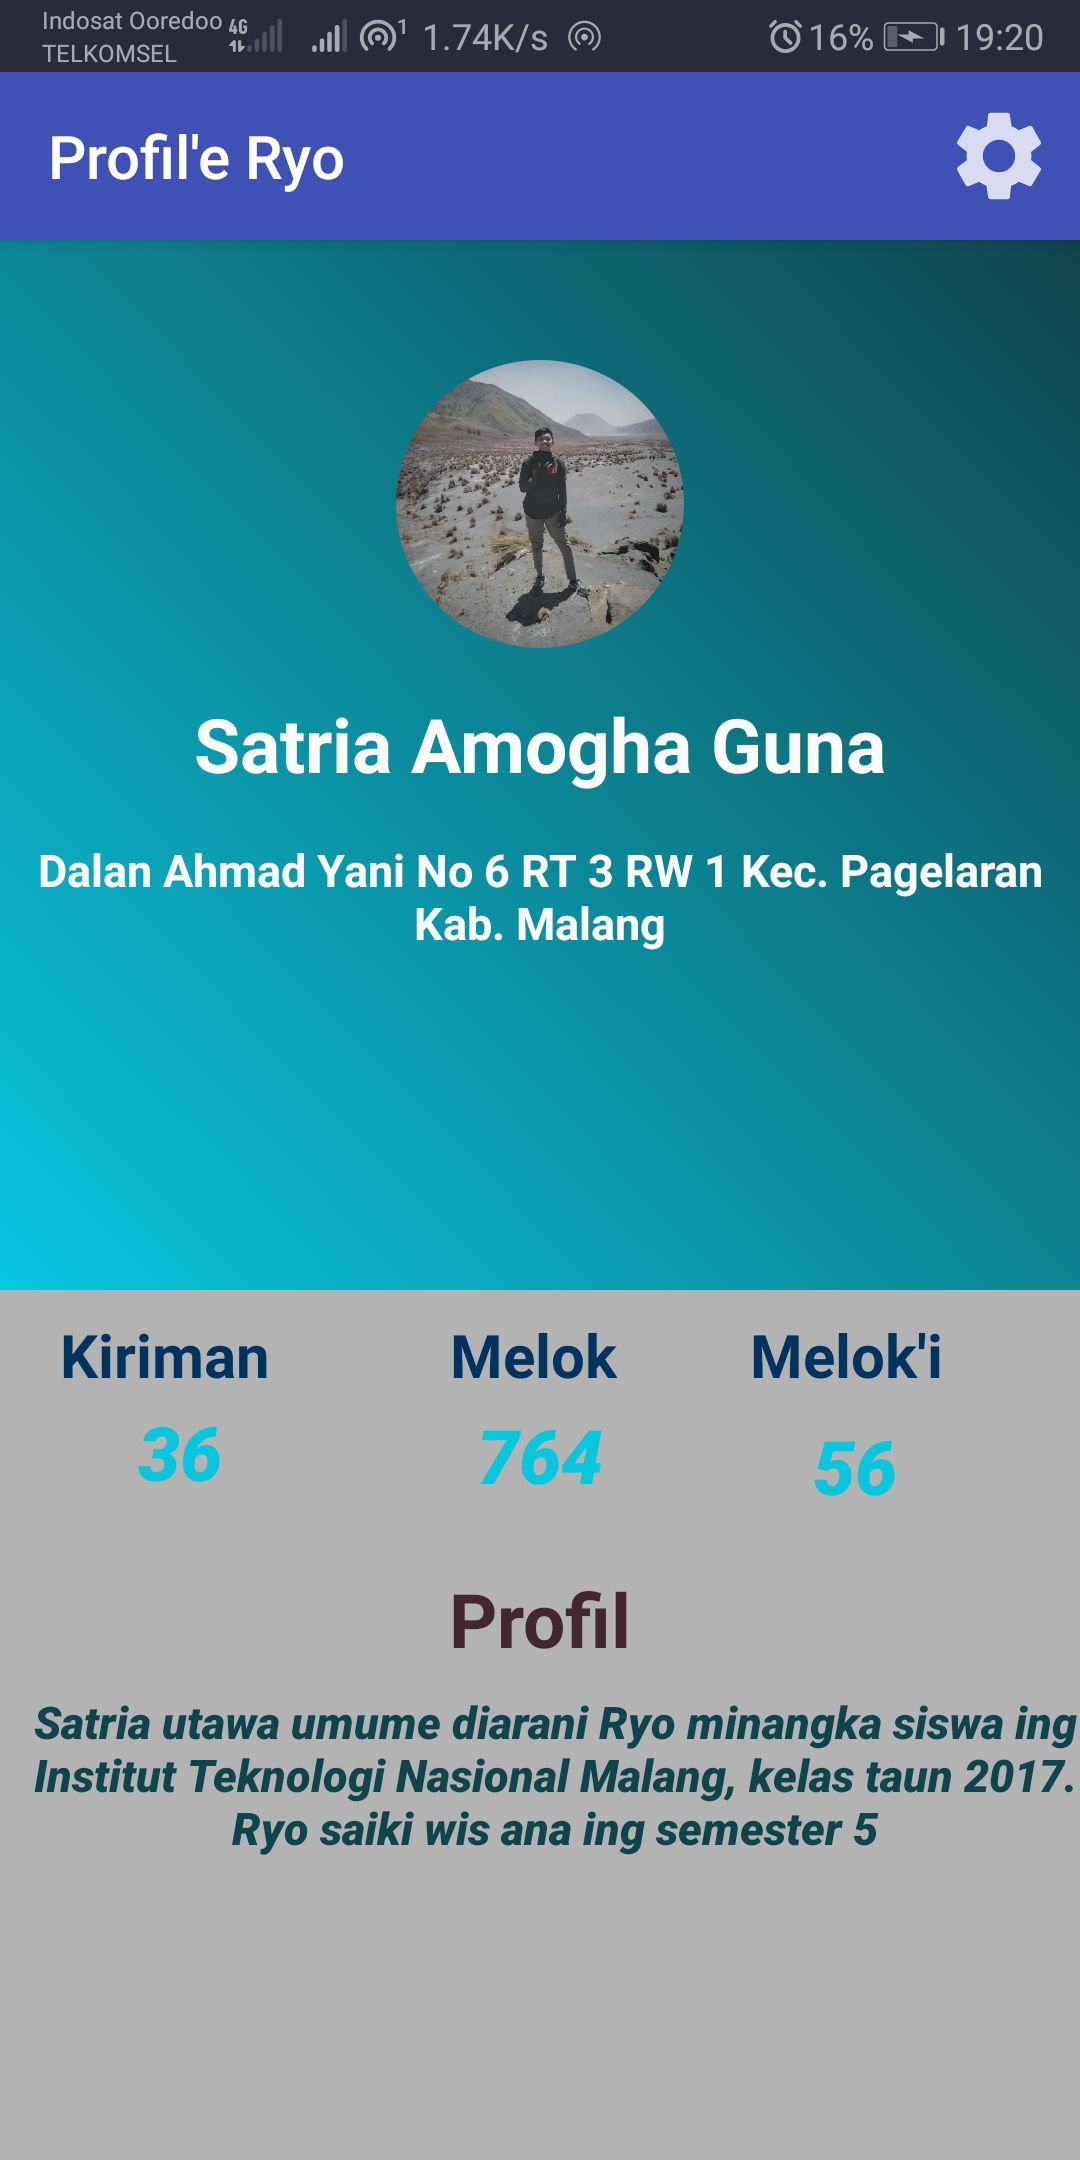 Indosat Ooredoo 4G 1 1.74K/s 16% 19:20
TELKOMSEL
Profil'e Ryo
Satria Amogha Guna
Dalan Ahmad Yani No 6 RT 3 RW 1 Kec. Pagelaran
Kab. Malang
Kiriman Melok Melok'i
36 764 56
Profil
Satria utawa umume diarani Ryo minangka siswa ing
Institut Teknologi Nasional Malang, kelas taun 2017.
Ryo saiki wis ana ing semester 5